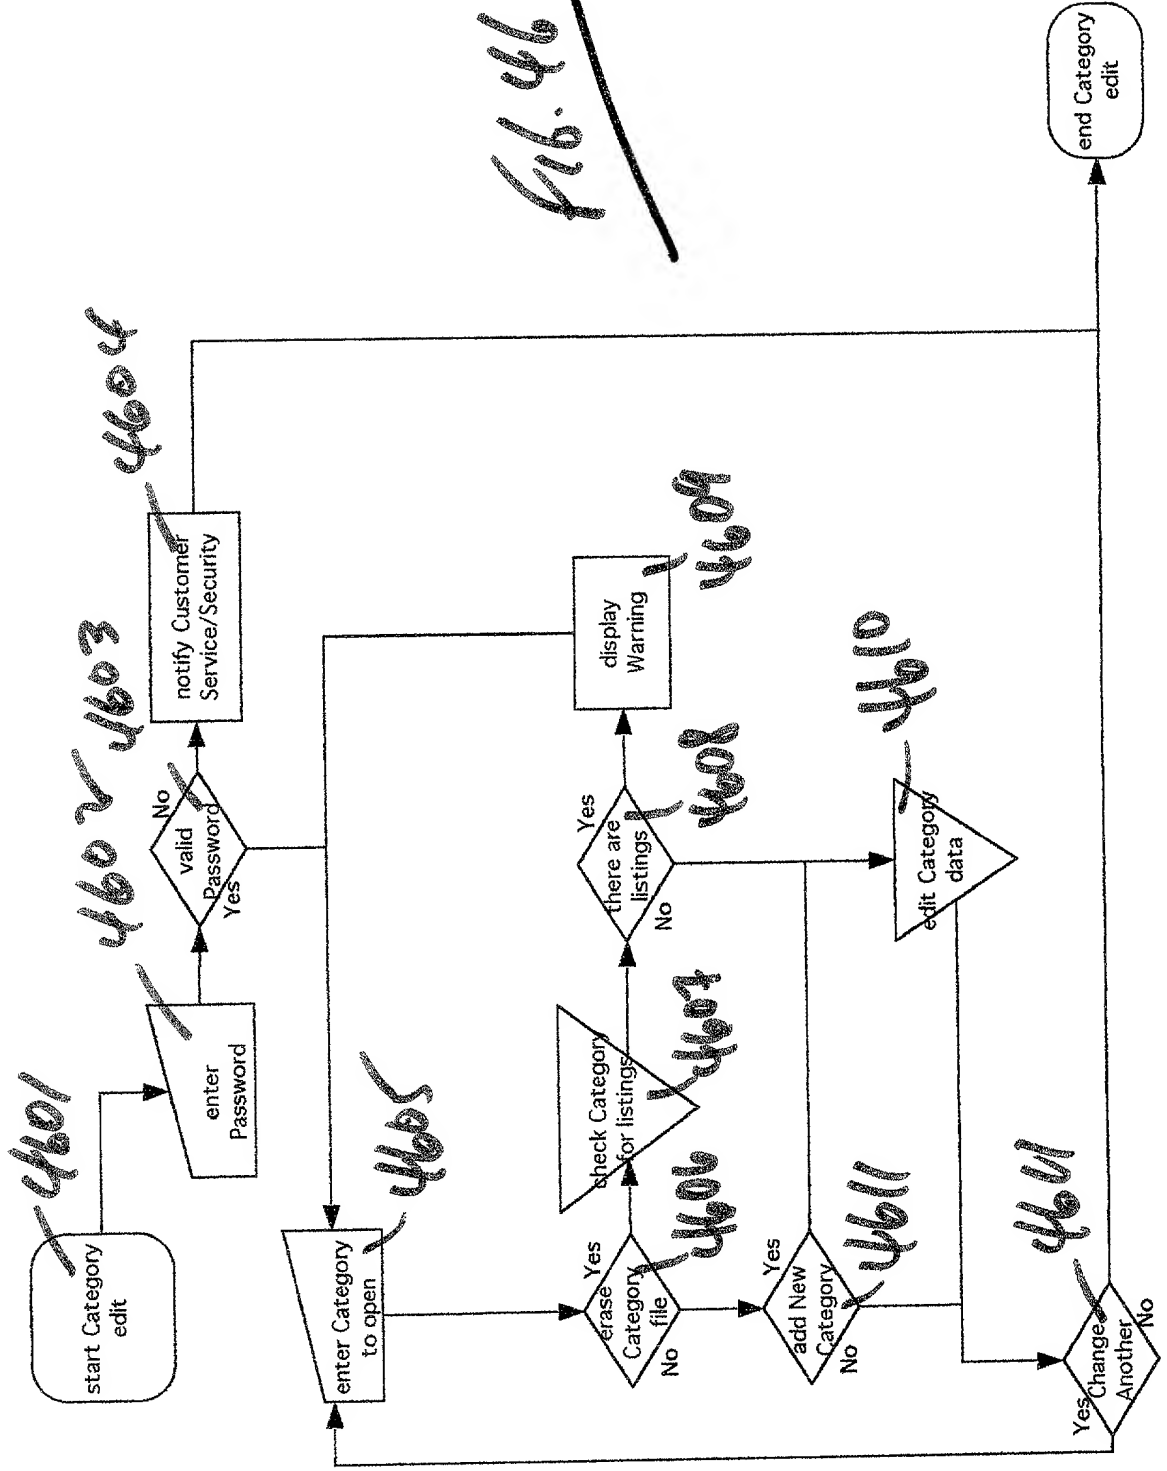 Fig. 46
4601
start Category
edit
4602
enter
Password
4603
valid
Password
No
Yes
4604
notify Customer
Service/Security
4605
enter Category
to open
4606
erase
Category
file
Yes
No
4607
check Category
for listings
4608
there are
listings
Yes
No
4609
display
Warning
4610
edit Category
data
4611
add New
Category
Yes
No
Change
Another
Yes
No
end Category
edit